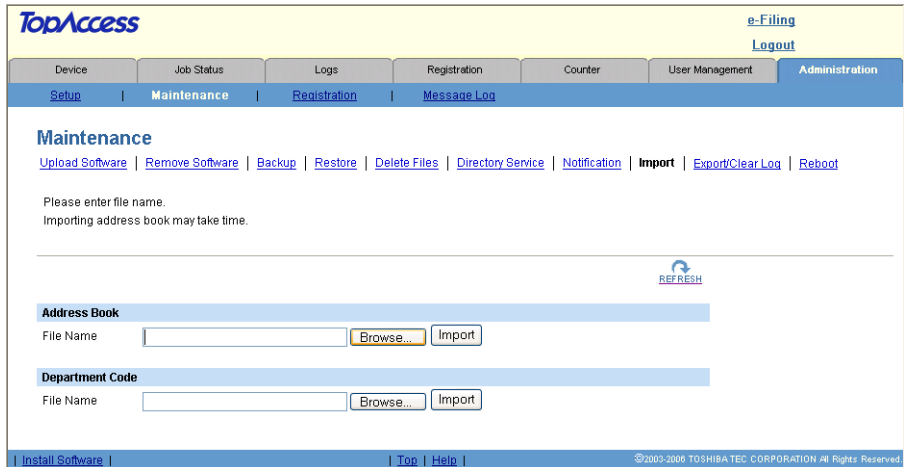 TopAccess
e-Filing
Logout
Device Job Status Logs Registration Counter User Management Administration
Setup | Maintenance | Registration | Message Log
Maintenance
Upload Software | Remove Software | Backup | Restore | Delete Files | Directory Service | Notification | Import | Export/Clear Log | Reboot
Please enter file name.
Importing address book may take time.
REFRESH
Address Book
File Name Browse... Import
Department Code
File Name Browse... Import
| Install Software | | Top | Help | ©2003-2006 TOSHIBA TEC CORPORATION All Rights Reserved.